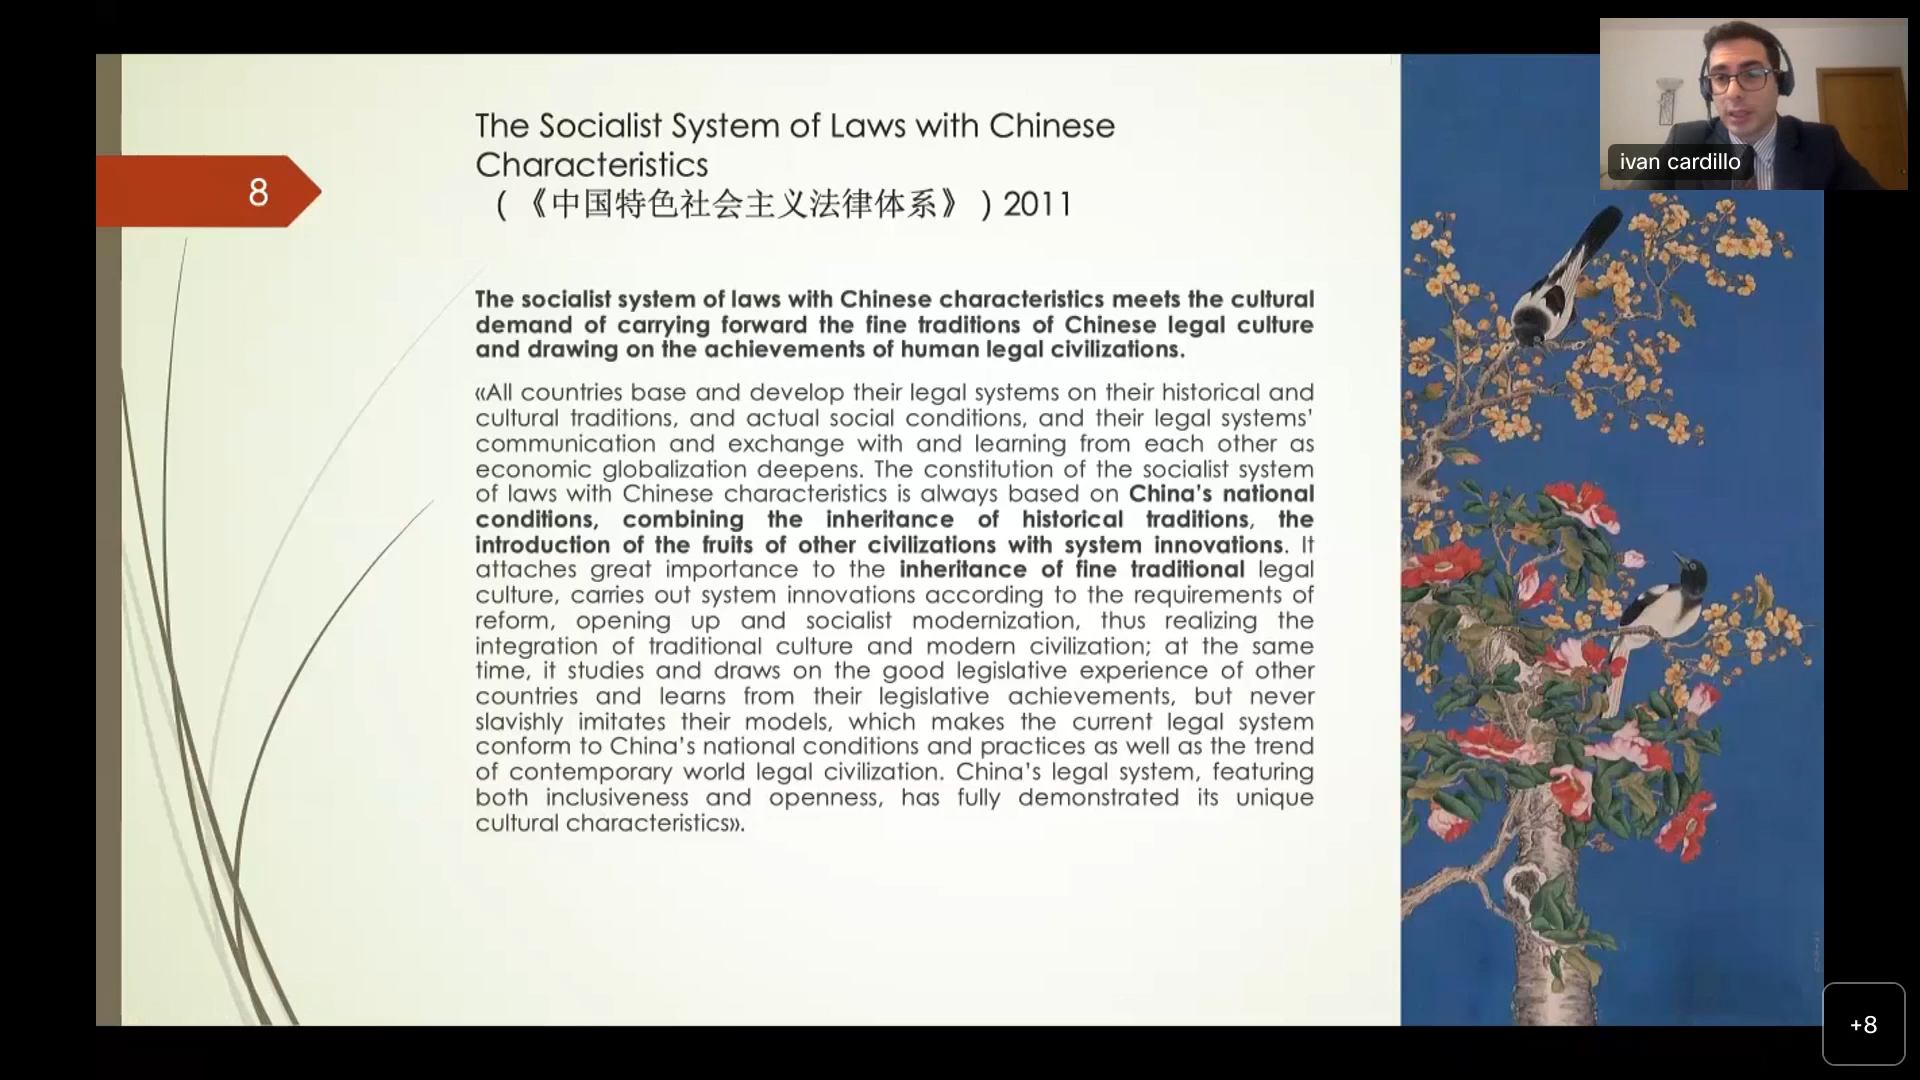 ivan cardillo
The Socialist System of Laws with Chinese
Characteristics
8
( 《中国特色社会主义法律体系》 ) 2011
The socialist system of laws with Chinese characteristics meets the cultural
demand of carrying forward the fine traditions of Chinese legal culture
and drawing on the achievements of human legal civilizations.
«All countries base and develop their legal systems on their historical and
cultural traditions, and actual social conditions, and their legal systems'
communication and exchange with and learning from each other as
economic globalization deepens. The constitution of the socialist system
of laws with Chinese characteristics is always based on China's national
conditions, combining the inheritance of historical traditions, the
introduction of the fruits of other civilizations with system innovations. It
attaches great importance to the inheritance of fine traditional legal
culture, carries out system innovations according to the requirements of
reform, opening up and socialist modernization, thus realizing the
integration of traditional culture and modern civilization; at the same
time, it studies and draws on the good legislative experience of other
countries and learns from their legislative achievements, but never
slavishly imitates their models, which makes the current legal system
conform to China's national conditions and practices as well as the trend
of contemporary world legal civilization. China's legal system, featuring
both inclusiveness and openness, has fully demonstrated its unique
cultural characteristics».
+8